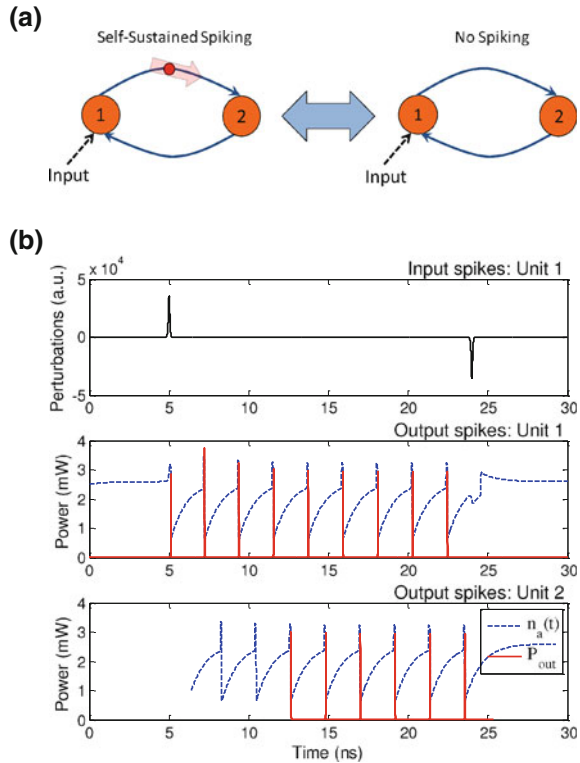 (a)
Self-Sustained Spiking
No Spiking
1
2
1
2
Input
Input
(b)
x 10^4
Input spikes: Unit 1
Perturbations (a.u.)
5
0
-5
0 5 10 15 20 25 30
Output spikes: Unit 1
Power (mW)
4
3
2
1
0
0 5 10 15 20 25 30
Output spikes: Unit 2
Power (mW)
4
3
2
1
0
n_a(t)
P_out
0 5 10 15 20 25 30
Time (ns)